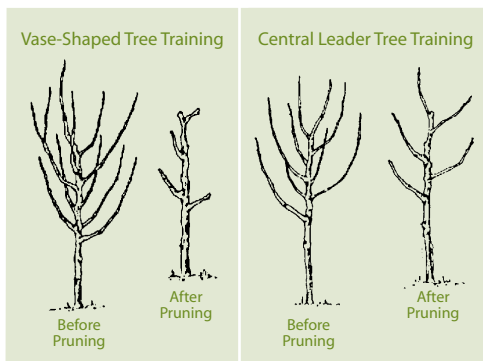 Vase-Shaped Tree Training
Before
Pruning
After
Pruning
Central Leader Tree Training
Before
Pruning
After
Pruning